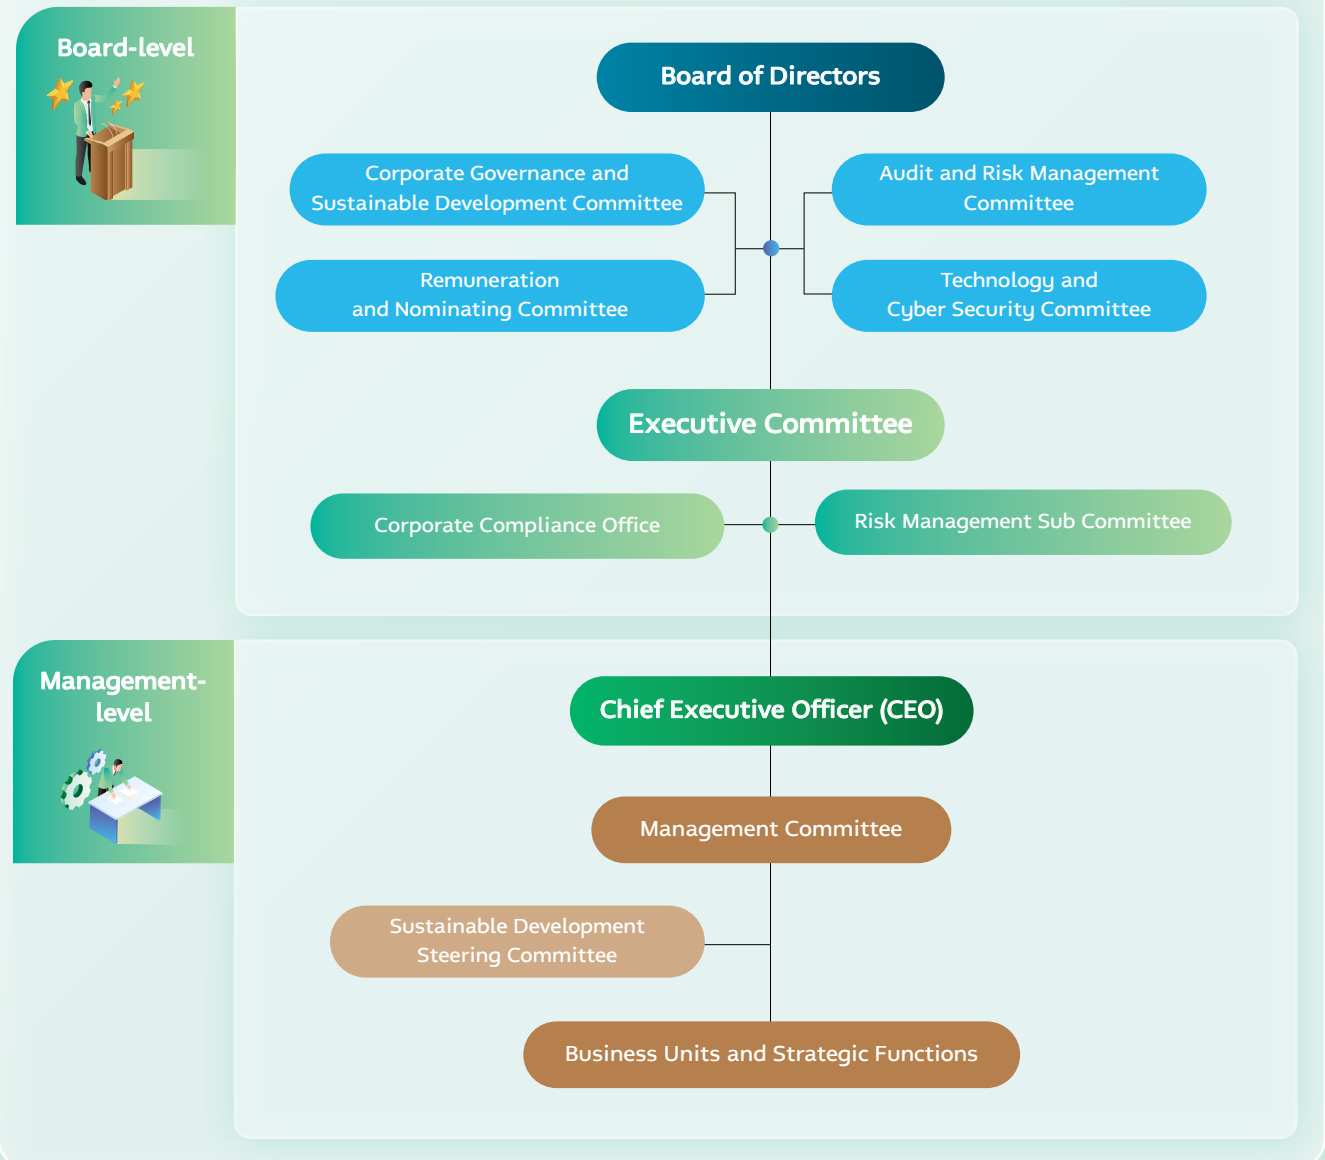 Board-level
Board of Directors
Corporate Governance and
Sustainable Development Committee
Audit and Risk Management
Committee
Remuneration
and Nominating Committee
Technology and
Cyber Security Committee
Executive Committee
Corporate Compliance Office
Risk Management Sub Committee
Management-
level
Chief Executive Officer (CEO)
Management Committee
Sustainable Development
Steering Committee
Business Units and Strategic Functions